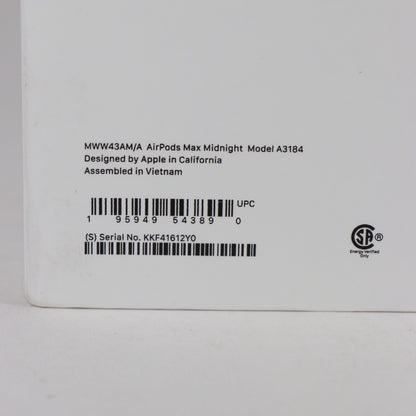 MWW43AM/A AirPods Max Midnight Model A3184
Designed by Apple in California
Assembled in Vietnam
UPC
1 95949 54389 0
(S) Serial No. KKF41612Y0
SA®
Energy Verified
Only